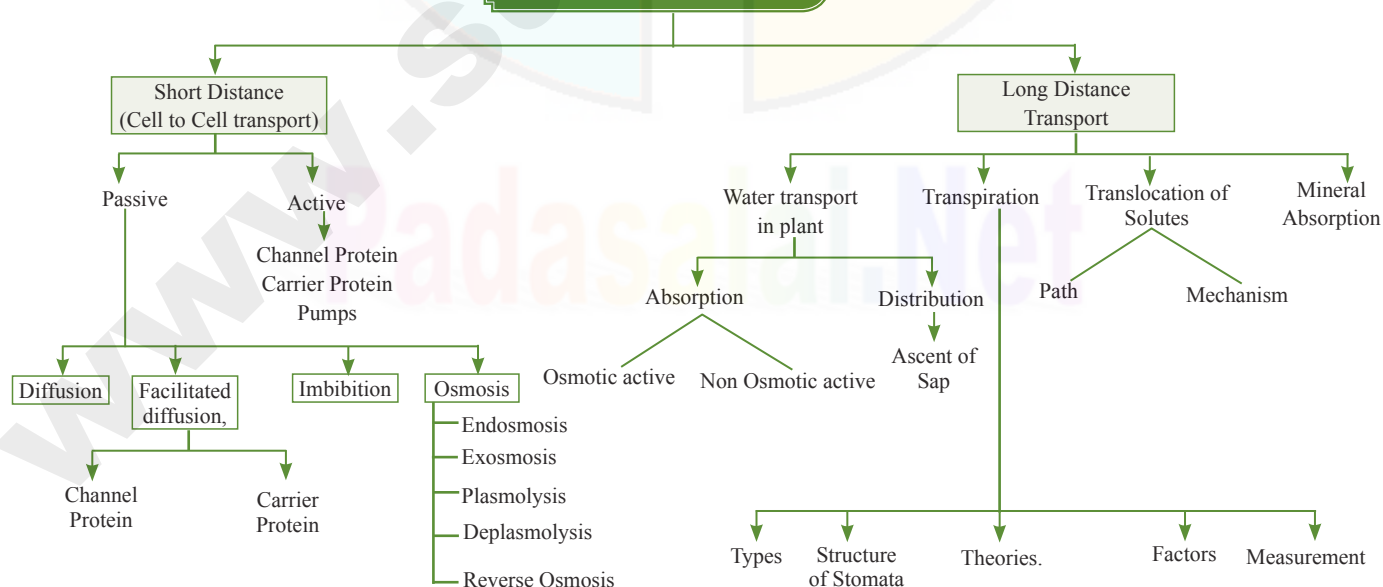 Short Distance
(Cell to Cell transport)
Long Distance
Transport
Passive
Active
Channel Protein
Carrier Protein
Pumps
Water transport
in plant
Transpiration
Translocation of
Solutes
Mineral
Absorption
Absorption
Distribution
Path
Mechanism
Osmotic active
Non Osmotic active
Ascent of
Sap
Diffusion
Facilitated
diffusion,
Imbibition
Osmosis
Endosmosis
Exosmosis
Plasmolysis
Deplasmolysis
Reverse Osmosis
Channel
Protein
Carrier
Protein
Types
Structure
of Stomata
Theories.
Factors
Measurement
Padasalai.Net
www.s